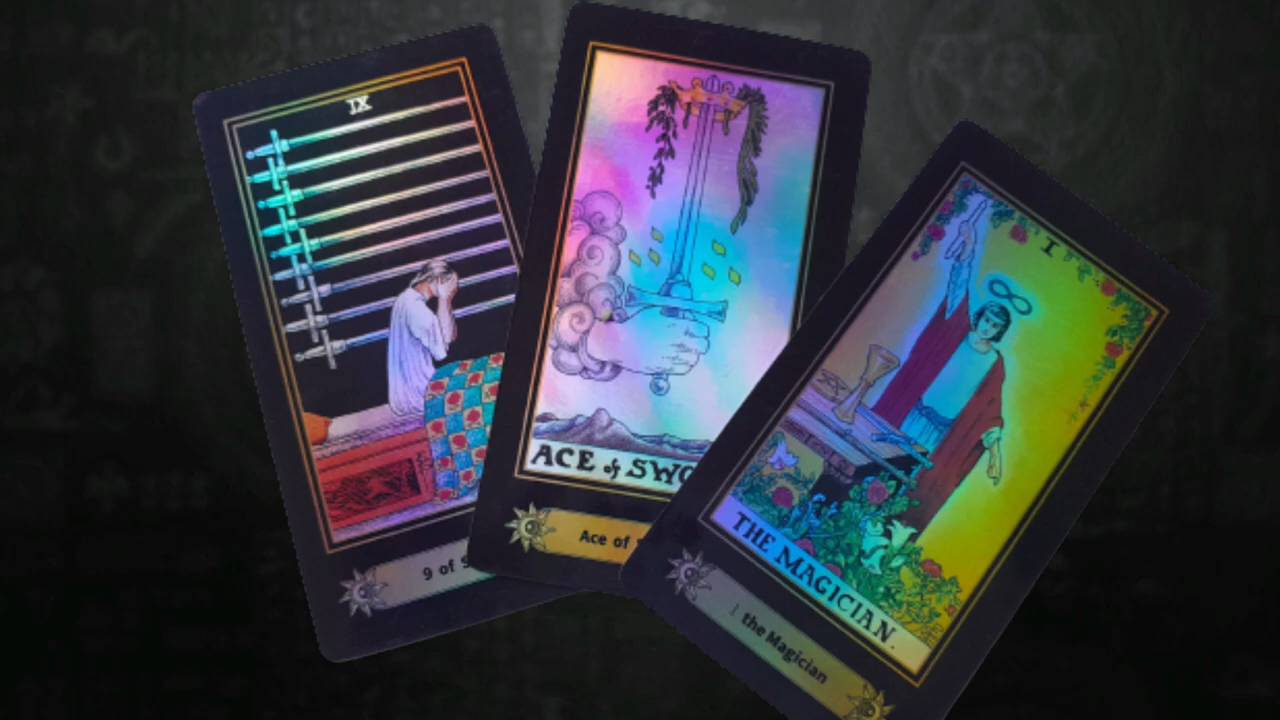 IX
9 of S
ACE of SWO
Ace of
I
THE MAGICIAN.
I the Magician